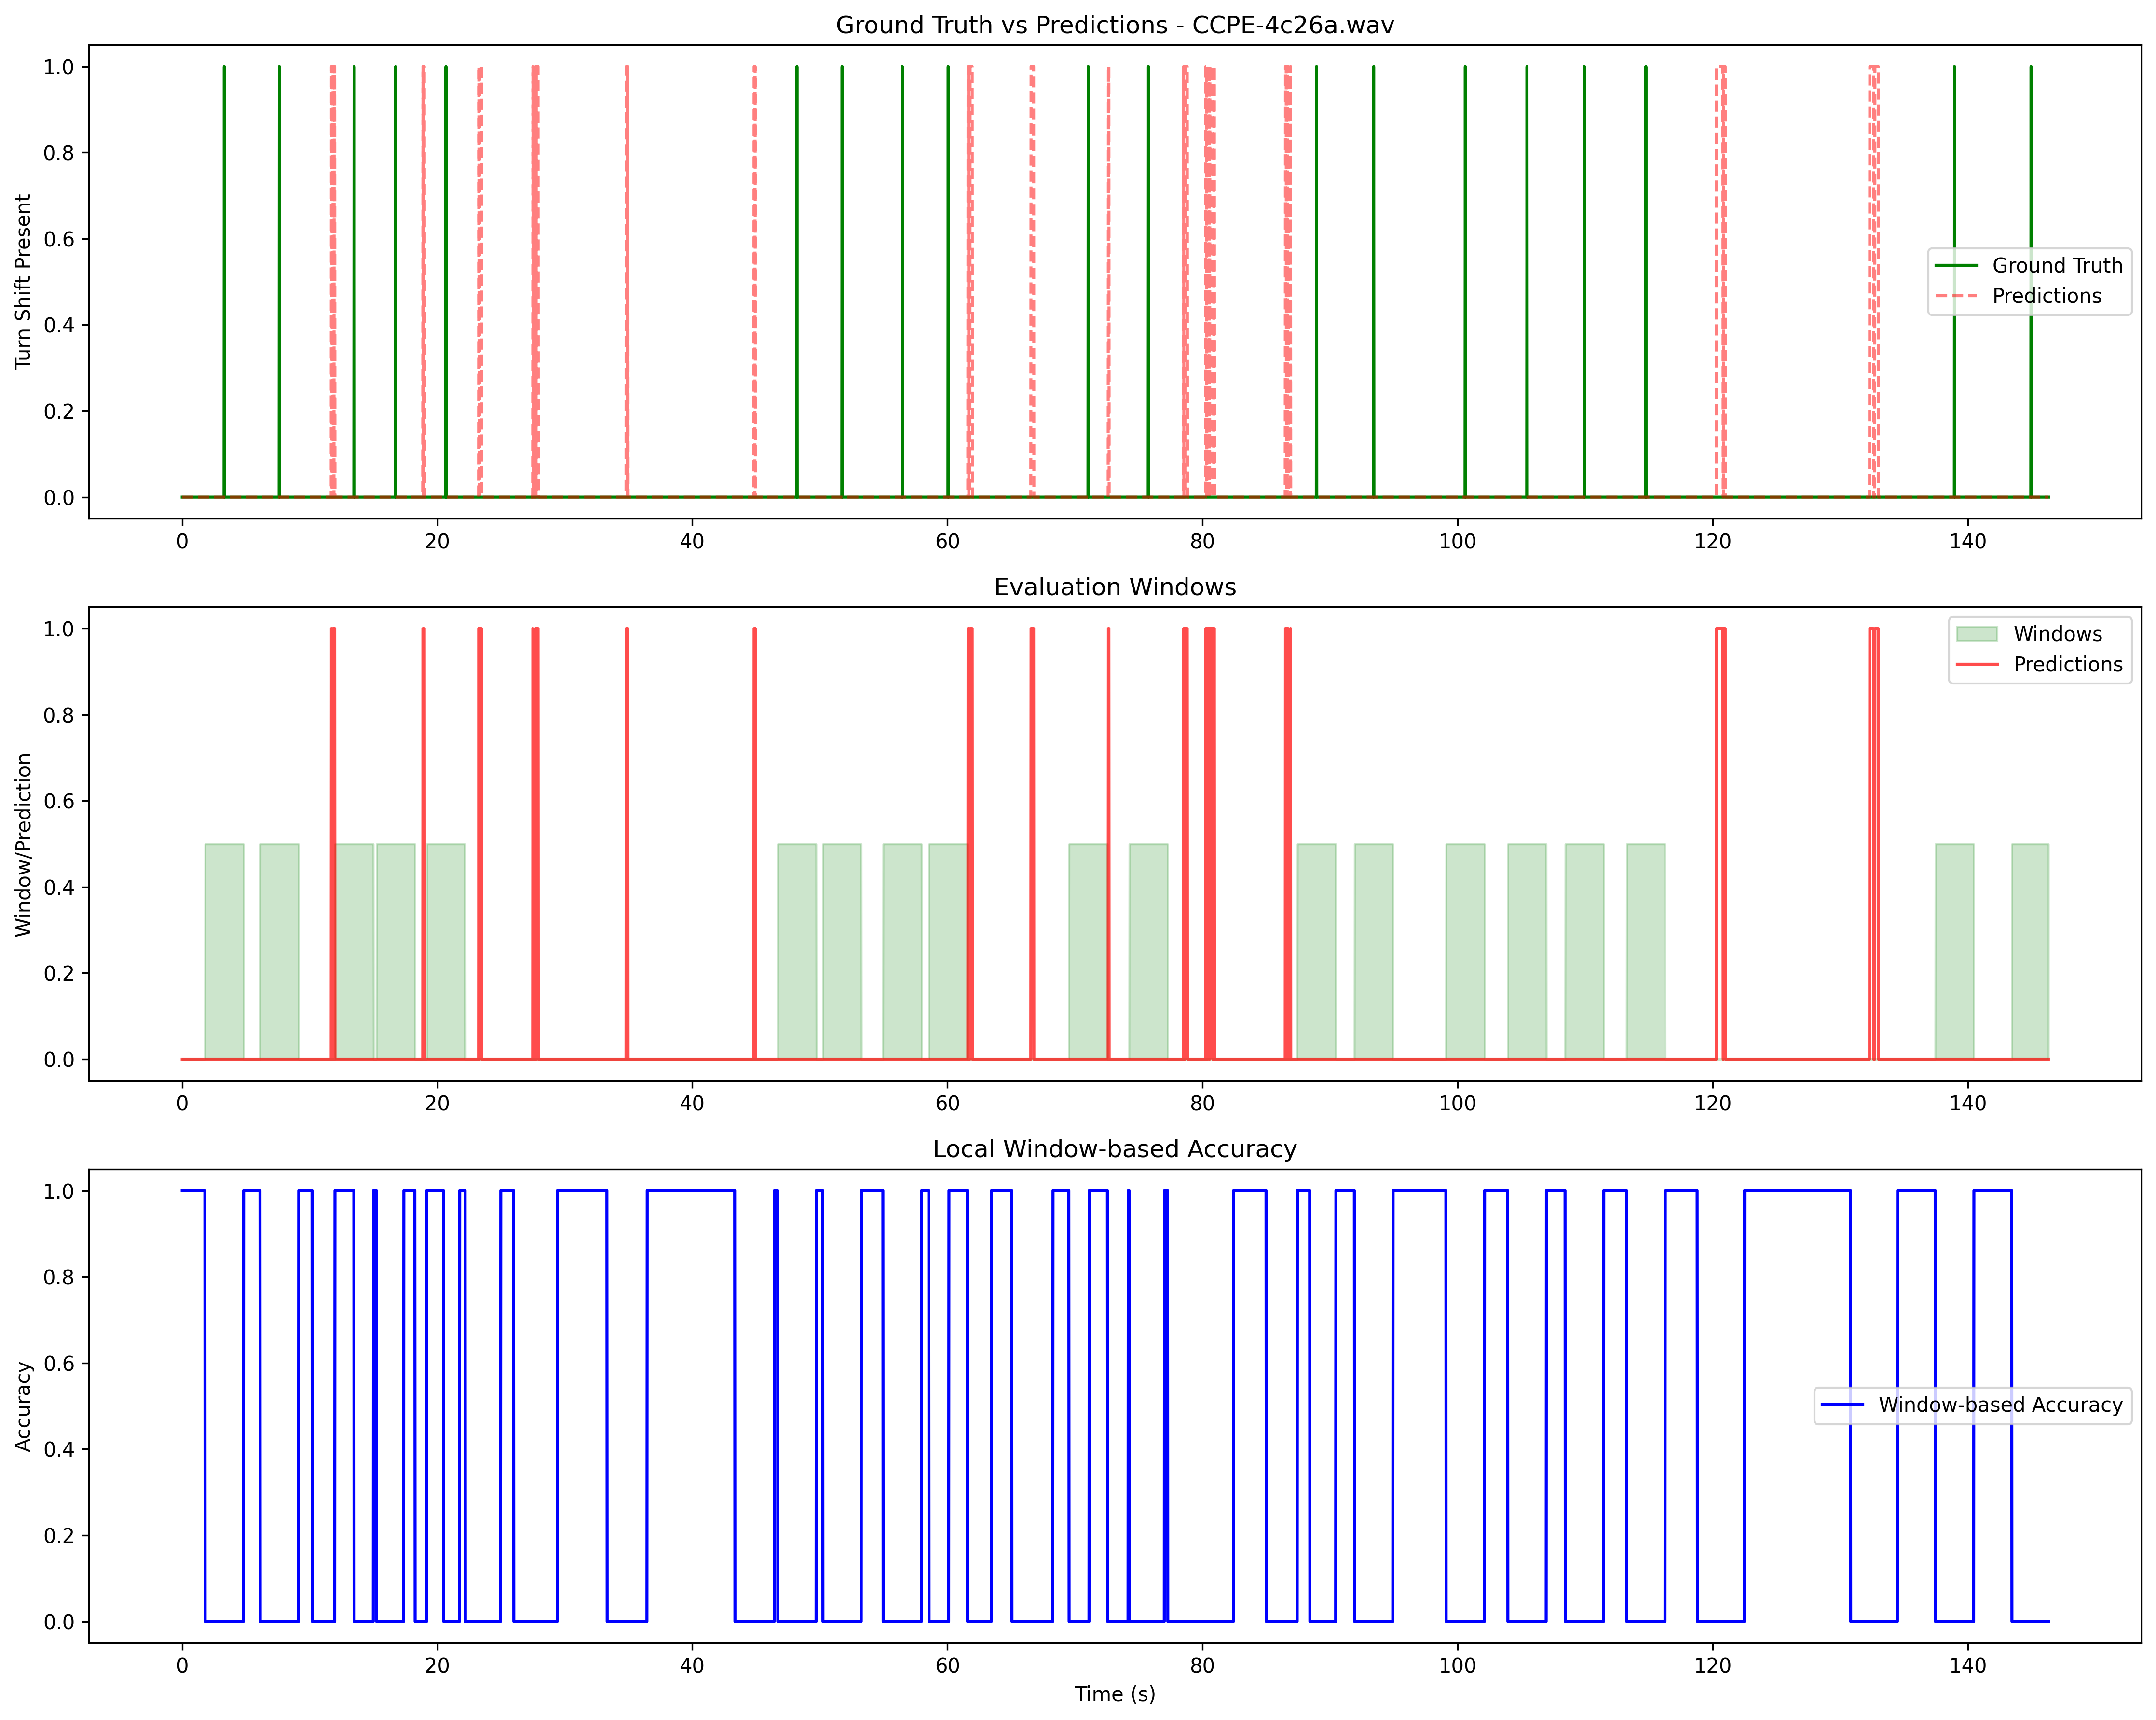 Ground Truth vs Predictions - CCPE-4c26a.wav
1.0
0.8
0.6
0.4
0.2
0.0
Turn Shift Present
Ground Truth
Predictions
0 20 40 60 80 100 120 140
Evaluation Windows
1.0
0.8
0.6
0.4
0.2
0.0
Window/Prediction
Windows
Predictions
0 20 40 60 80 100 120 140
Local Window-based Accuracy
1.0
0.8
0.6
0.4
0.2
0.0
Accuracy
Window-based Accuracy
0 20 40 60 80 100 120 140
Time (s)